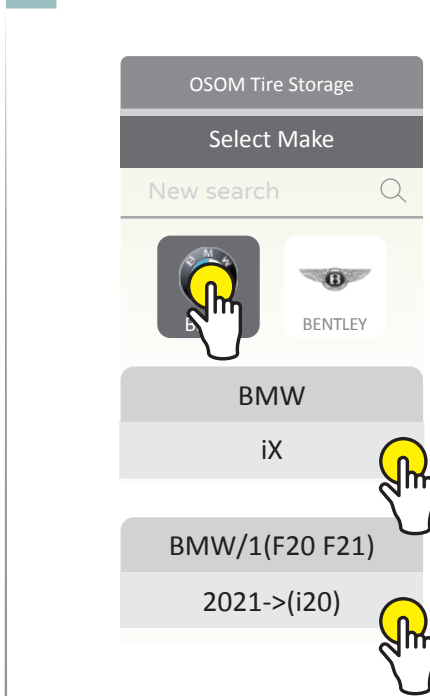 OSOM Tire Storage
Select Make
New search
B M W
BENTLEY
BMW
iX
BMW/1(F20 F21)
2021->(i20)